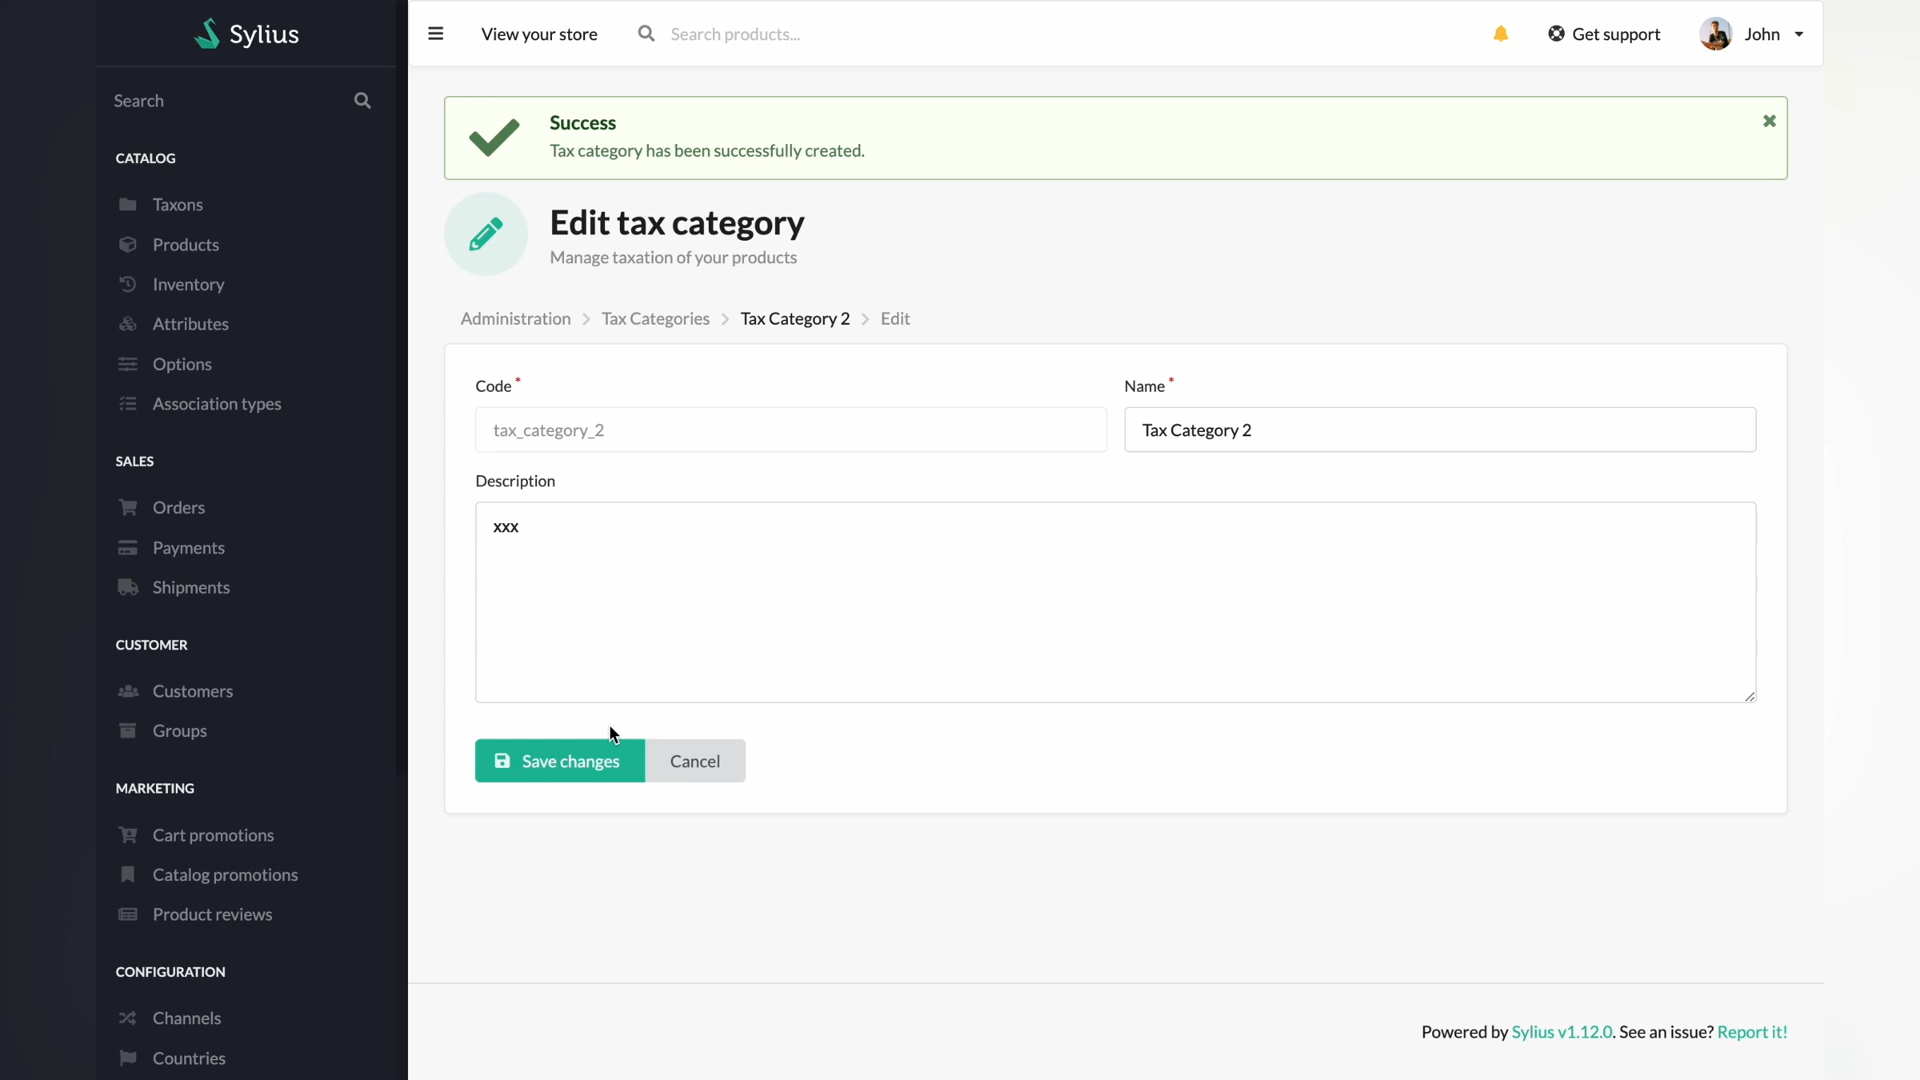 Sylius
View your store
Search products...
Get support
John
Search
CATALOG
Taxons
Products
Inventory
Attributes
Options
Association types
SALES
Orders
Payments
Shipments
CUSTOMER
Customers
Groups
MARKETING
Cart promotions
Catalog promotions
Product reviews
CONFIGURATION
Channels
Countries
Success
Tax category has been successfully created.
Edit tax category
Manage taxation of your products
Administration > Tax Categories > Tax Category 2 > Edit
Code *
Name *
tax_category_2
Tax Category 2
Description
xxx
Save changes
Cancel
Powered by Sylius v1.12.0. See an issue? Report it!